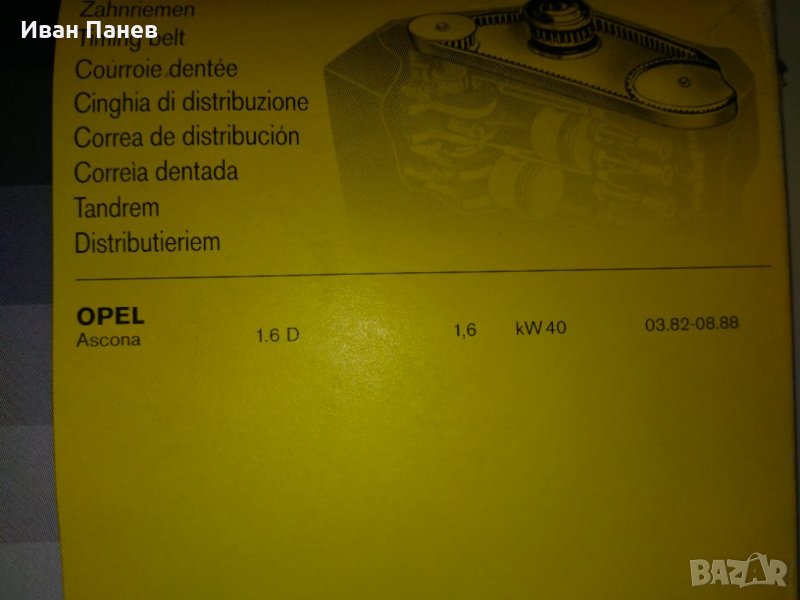 Иван Панев
Zahnriemen
Timing belt
Courroie dentée
Cinghia di distribuzione
Correa de distribución
Correia dentada
Tandrem
Distributieriem
OPEL
Ascona 1.6 D 1,6 kW 40 03.82-08.88
BAZAR